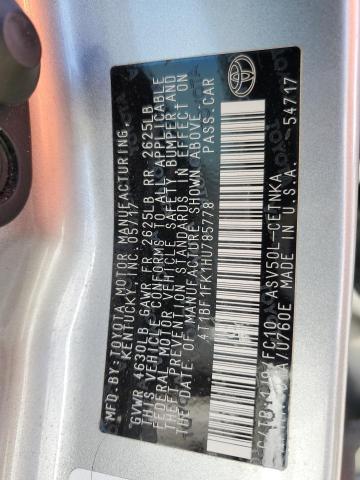 MFD. BY: TOYOTA MOTOR MANUFACTURING,
KENTUCKY, INC. 05/17
GVWR 4630LB GAWR FR 2625LB RR 2625LB
THIS VEHICLE CONFORMS TO ALL APPLICABLE
FEDERAL MOTOR VEHICLE SAFETY, BUMPER AND
THEFT PREVENTION STANDARDS IN EFFECT ON
THE DATE OF MANUFACTURE SHOWN ABOVE.
4T1BF1FK1HU785778 PASS.CAR
FC10 ASV50L-CETNKA
A/U760E U.S.A. 54717